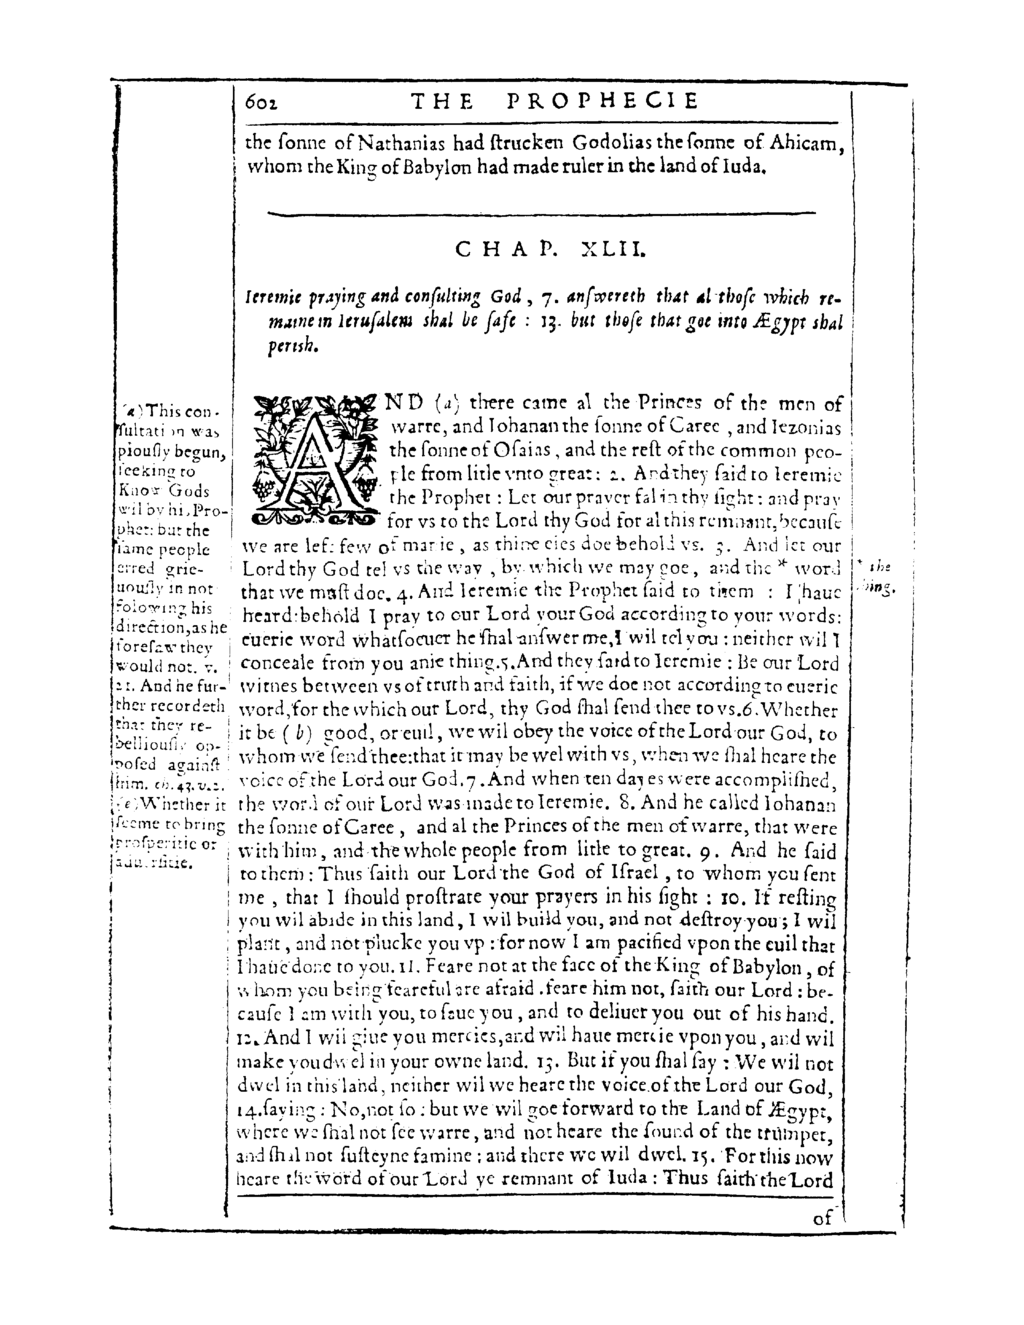 602 THE PROPHECIE
the ſonne of Nathanias had ſtrucken Godolias the ſonne of Ahicam,
whom the King of Babylon had made ruler in the land of Iuda.
CHAP. XLII.
Ieremie praying and conſulting God, 7. anſwereth that al thoſe which re-
maine in Ieruſalem shal be ſafe : 13. but thoſe that goe into Ægypt shal
perish.
AND (a) there came al the Princes of the men of
warre, and Iohanan the ſonne of Caree, and Iezonias
the ſonne of Oſaias, and the reſt of the common peo-
ple from litle vnto great: 2. And they ſaid to Ieremie
the Prophet : Let our prayer fal in thy ſight : and pray
for vs to the Lord thy God for al this remnant, becauſe
we are left few of manie, as thine eies doe behold vs. 3. And let our
Lord thy God tel vs the way, by which we may goe, and the * word
that we muſt doe. 4. And Ieremie the Prophet ſaid to them : I haue
heard: behold I pray to our Lord your God according to your words:
euerie word whatſoeuer he ſhal anſwer me, I wil tel you : neither wil I
conceale from you anie thing. 5. And they ſaid to Ieremie : Be our Lord
witnes between vs of truth and faith, if we doe not according to euerie
word, for the which our Lord, thy God ſhal ſend thee to vs. 6. Whether
it be (b) good, or euil, we wil obey the voice of the Lord our God, to
whom we ſend thee: that it may be wel with vs, when we ſhal heare the
voice of the Lord our God. 7. And when ten dayes were accompliſhed,
the word of our Lord was made to Ieremie. 8. And he called Iohanan
the ſonne of Caree, and al the Princes of the men of warre, that were
with him, and the whole people from litle to great. 9. And he ſaid
to them : Thus ſaith our Lord the God of Iſrael, to whom you ſent
me, that I ſhould proſtrate your prayers in his ſight : 10. If reſting
you wil abide in this land, I wil build you, and not deſtroy you; I wil
plant, and not plucke you vp : for now I am pacified vpon the euil that
I haue done to you. 11. Feare not at the face of the King of Babylon, of
whom you being feareful are afraid. feare him not, ſaith our Lord : be-
cauſe I am with you, to ſaue you, and to deliuer you out of his hand.
12. And I wil giue you mercies, and wil haue mercie vpon you, and wil
make you dwel in your owne land. 13. But if you ſhal ſay : We wil not
dwel in this land, neither wil we heare the voice of the Lord our God,
14. ſaying : No, not ſo : but we wil goe forward to the Land of Ægypt,
where we ſhal not ſee warre, and not heare the ſound of the trumpet,
and ſhal not ſuſteyne famine ; and there we wil dwel. 15. For this now
heare the word of our Lord ye remnant of Iuda : Thus ſaith the Lord
of
a) This con-
ſultation was
piouſly begun,
ſeeking to
Know Gods
wil by his Pro-
phet: but the
ſame people
erred grie-
uouſly in not
folowing his
direction, as he
foreſaw they
would not. v.
21. And he fur-
ther recordeth
that they re-
bellioufly op-
poſed againſt
him. ch. 43. v. 2.
Whether it
ſeeme to bring
proſperitie or
aduerſitie.
* the
thing.